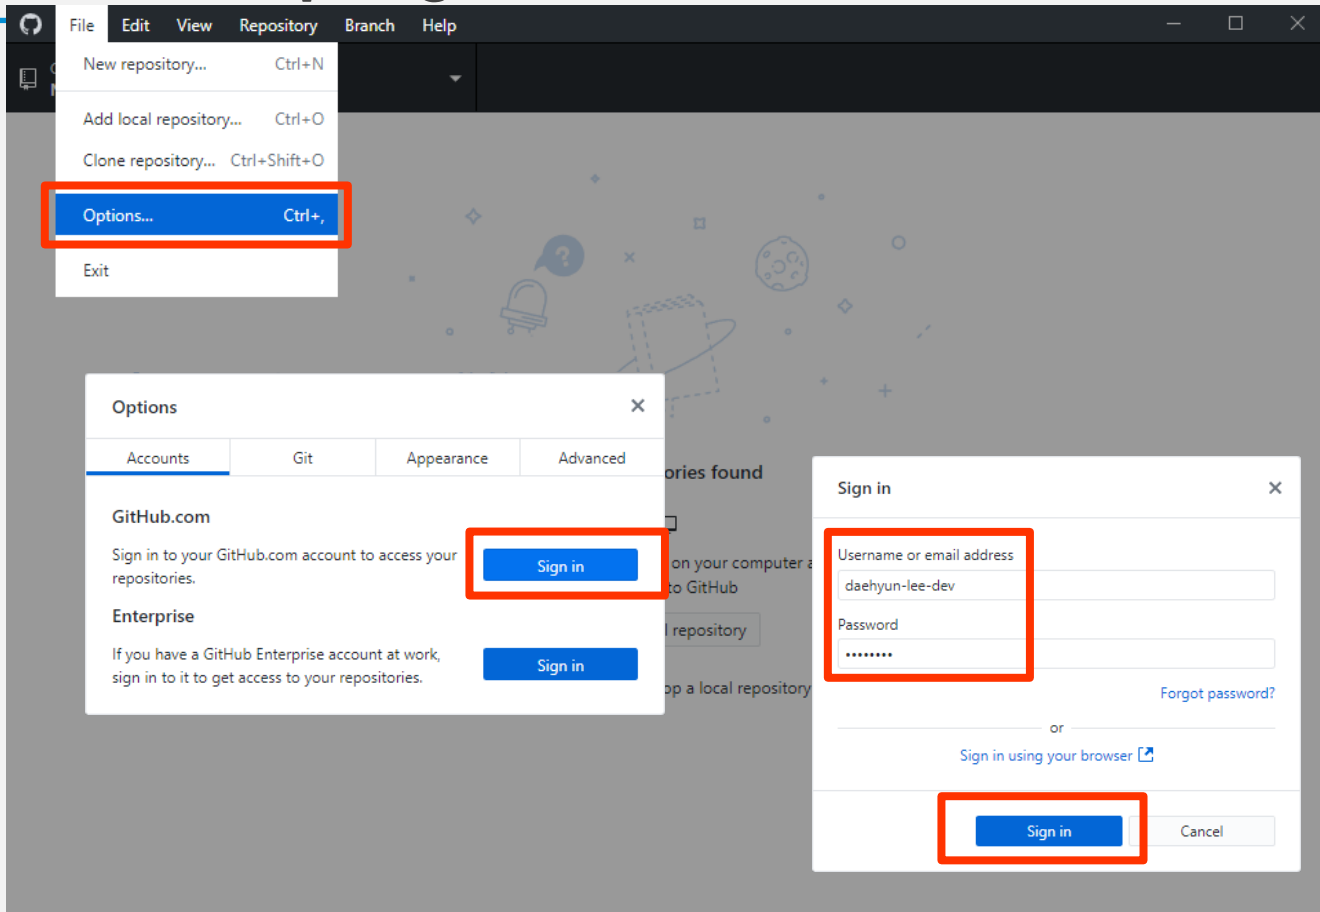 File Edit View Repository Branch Help
New repository... Ctrl+N
Add local repository... Ctrl+O
Clone repository... Ctrl+Shift+O
Options... Ctrl+,
Exit
Options
Accounts Git Appearance Advanced
GitHub.com
Sign in to your GitHub.com account to access your
repositories.
Sign in
Enterprise
If you have a GitHub Enterprise account at work,
sign in to it to get access to your repositories.
Sign in
found
on your computer
to GitHub
repository
a local repository
Sign in
Username or email address
daehyun-lee-dev
Password
••••••••
Forgot password?
or
Sign in using your browser
Sign in Cancel